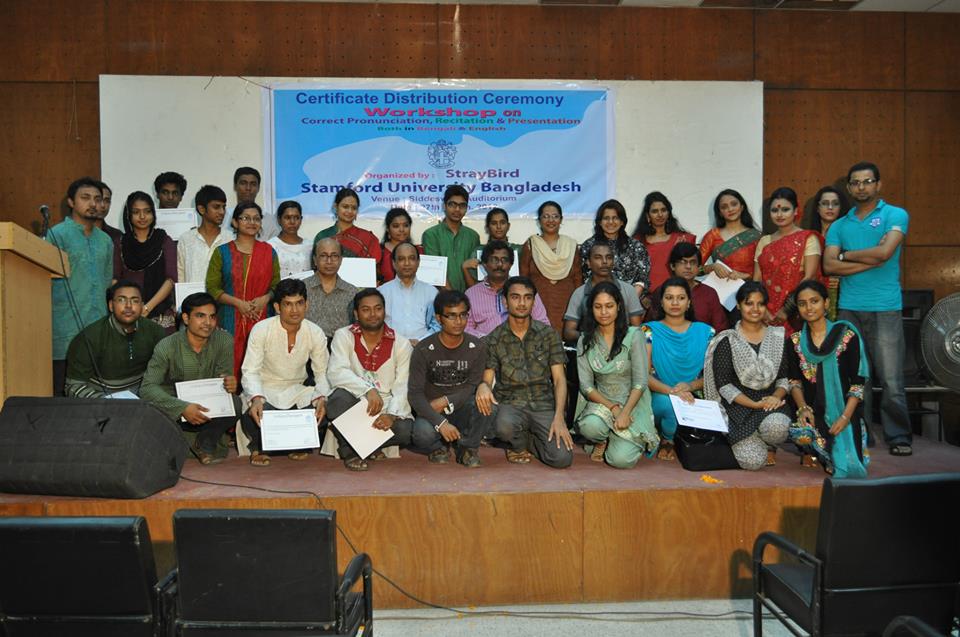 Certificate Distribution Ceremony
Workshop on
Correct Pronunciation, Recitation & Presentation
Both in Bengali & English
Organized by : StrayBird
Stamford University Bangladesh
Venue : Auditorium